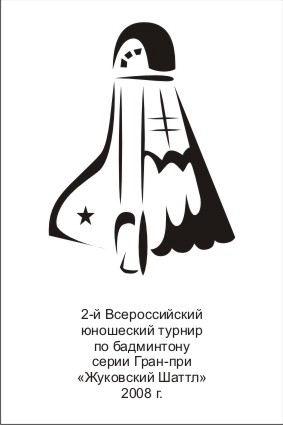 2-й Всероссийский
юношеский турнир
по бадминтону
серии Гран-при
«Жуковский Шаттл»
2008 г.